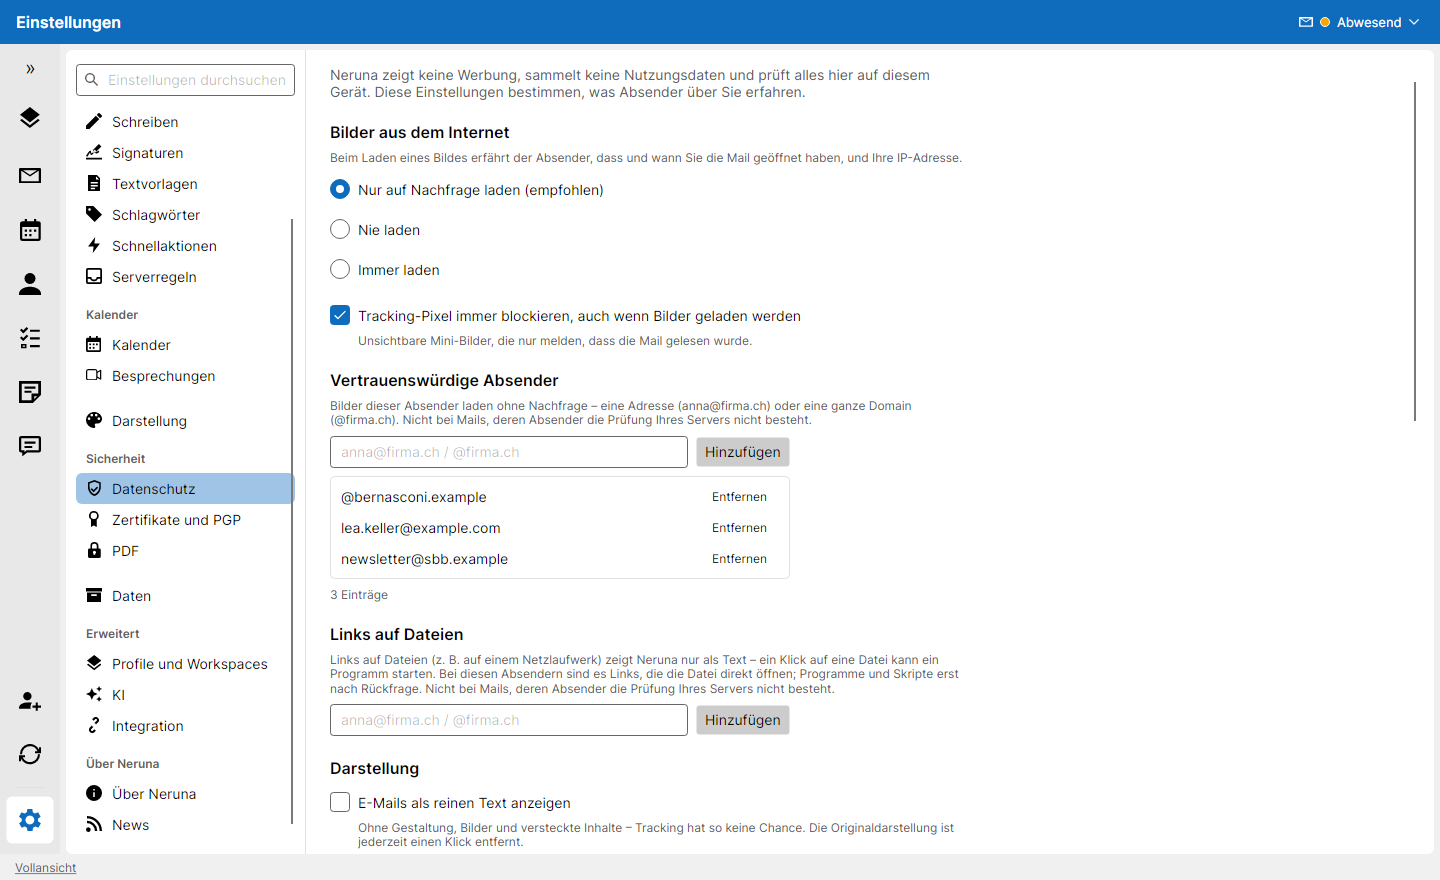 Einstellungen
Abwesend
»
Einstellungen durchsuchen
Schreiben
Signaturen
Textvorlagen
Schlagwörter
Schnellaktionen
Serverregeln
Kalender
Kalender
Besprechungen
Darstellung
Sicherheit
Datenschutz
Zertifikate und PGP
PDF
Daten
Erweitert
Profile und Workspaces
KI
Integration
Über Neruna
Über Neruna
News
Neruna zeigt keine Werbung, sammelt keine Nutzungsdaten und prüft alles hier auf diesem
Gerät. Diese Einstellungen bestimmen, was Absender über Sie erfahren.
Bilder aus dem Internet
Beim Laden eines Bildes erfährt der Absender, dass und wann Sie die Mail geöffnet haben, und Ihre IP-Adresse.
Nur auf Nachfrage laden (empfohlen)
Nie laden
Immer laden
Tracking-Pixel immer blockieren, auch wenn Bilder geladen werden
Unsichtbare Mini-Bilder, die nur melden, dass die Mail gelesen wurde.
Vertrauenswürdige Absender
Bilder dieser Absender laden ohne Nachfrage – eine Adresse (anna@firma.ch) oder eine ganze Domain
(@firma.ch). Nicht bei Mails, deren Absender die Prüfung Ihres Servers nicht besteht.
anna@firma.ch / @firma.ch
Hinzufügen
@bernasconi.example
Entfernen
lea.keller@example.com
Entfernen
newsletter@sbb.example
Entfernen
3 Einträge
Links auf Dateien
Links auf Dateien (z. B. auf einem Netzlaufwerk) zeigt Neruna nur als Text – ein Klick auf eine Datei kann ein
Programm starten. Bei diesen Absendern sind es Links, die die Datei direkt öffnen; Programme und Skripte erst
nach Rückfrage. Nicht bei Mails, deren Absender die Prüfung Ihres Servers nicht besteht.
anna@firma.ch / @firma.ch
Hinzufügen
Darstellung
E-Mails als reinen Text anzeigen
Ohne Gestaltung, Bilder und versteckte Inhalte – Tracking hat so keine Chance. Die Originaldarstellung ist
jederzeit einen Klick entfernt.
Vollansicht